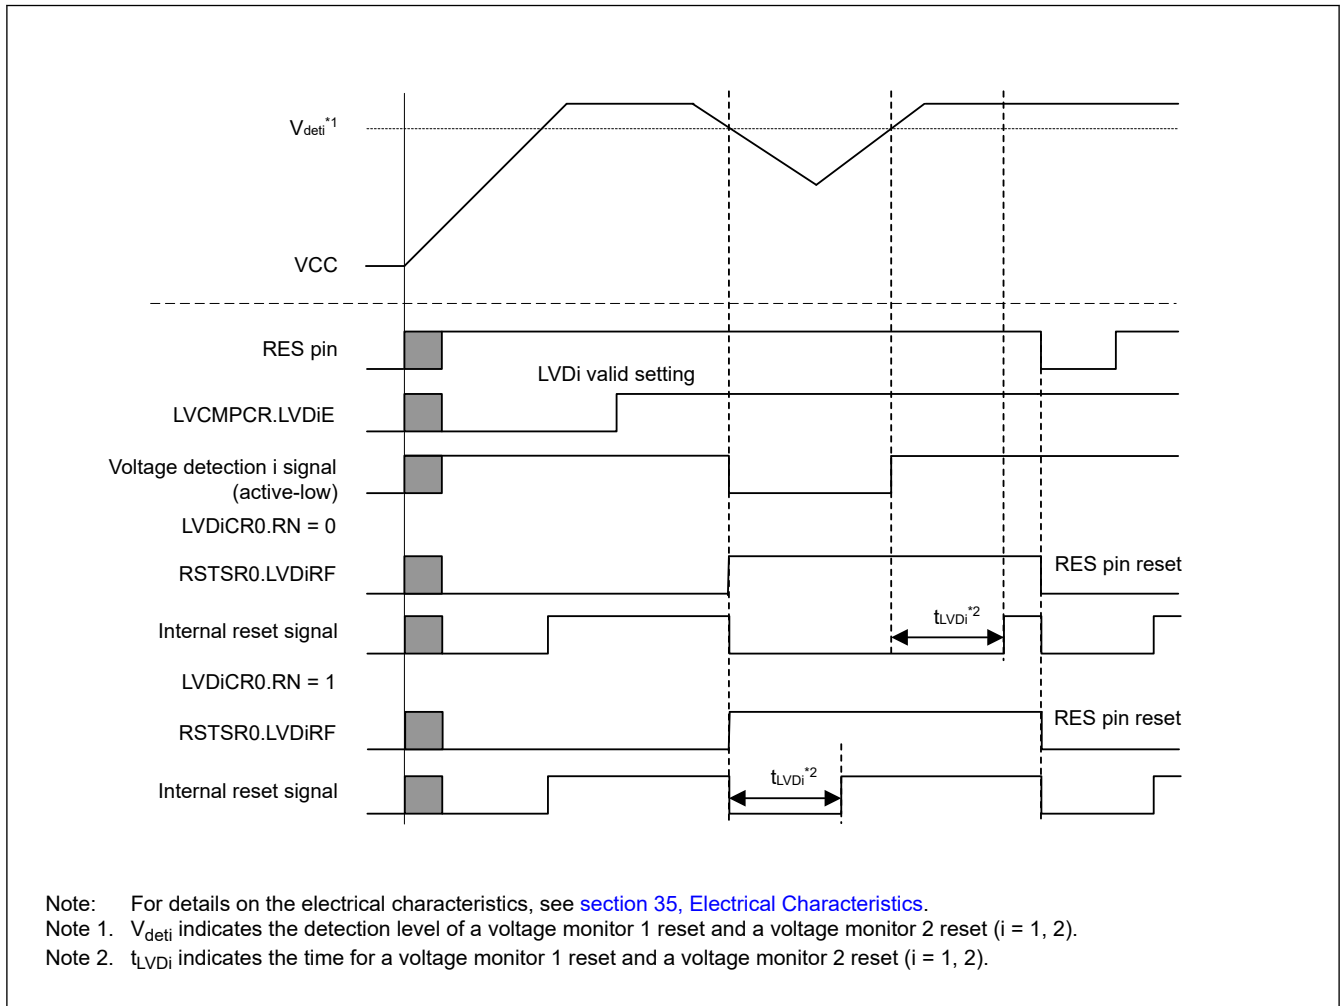 Vdeti*1
VCC
RES pin
LVDi valid setting
LVCMPCR.LVDiE
Voltage detection i signal
(active-low)
LVDiCR0.RN = 0
RSTSR0.LVDiRF
RES pin reset
Internal reset signal
tLVDi*2
LVDiCR0.RN = 1
RSTSR0.LVDiRF
RES pin reset
Internal reset signal
tLVDi*2
Note: For details on the electrical characteristics, see section 35, Electrical Characteristics.
Note 1. Vdeti indicates the detection level of a voltage monitor 1 reset and a voltage monitor 2 reset (i = 1, 2).
Note 2. tLVDi indicates the time for a voltage monitor 1 reset and a voltage monitor 2 reset (i = 1, 2).